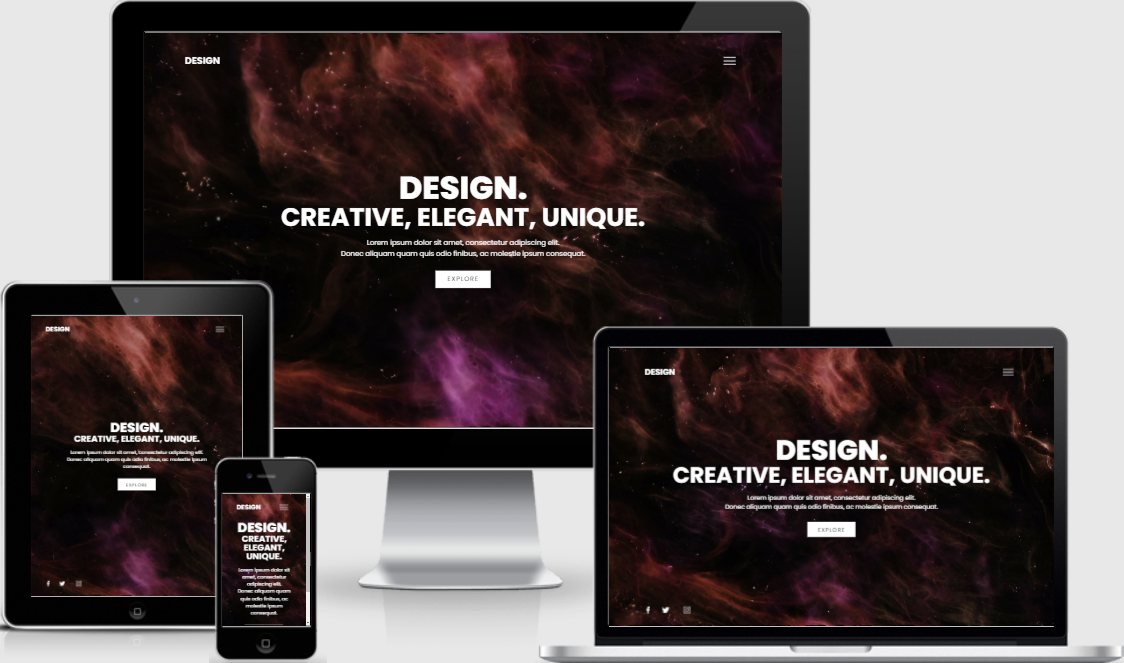 DESIGN
DESIGN.
CREATIVE, ELEGANT, UNIQUE.
Lorem ipsum dolor sit amet, consectetur adipiscing elit.
Donec aliquam quam quis odio finibus, ac molestie ipsum consequat.
EXPLORE
DESIGN
DESIGN.
CREATIVE, ELEGANT, UNIQUE.
Lorem ipsum dolor sit amet, consectetur adipiscing elit.
Donec aliquam quam quis odio finibus, ac molestie ipsum
consequat.
EXPLORE
DESIGN
DESIGN.
CREATIVE,
ELEGANT,
UNIQUE.
Lorem ipsum dolor sit
amet, consectetur
adipiscing elit.
Donec aliquam quam
quis odio finibus, ac
molestie ipsum
consequat.
DESIGN
DESIGN.
CREATIVE, ELEGANT, UNIQUE.
Lorem ipsum dolor sit amet, consectetur adipiscing elit.
Donec aliquam quam quis odio finibus, ac molestie ipsum consequat.
EXPLORE